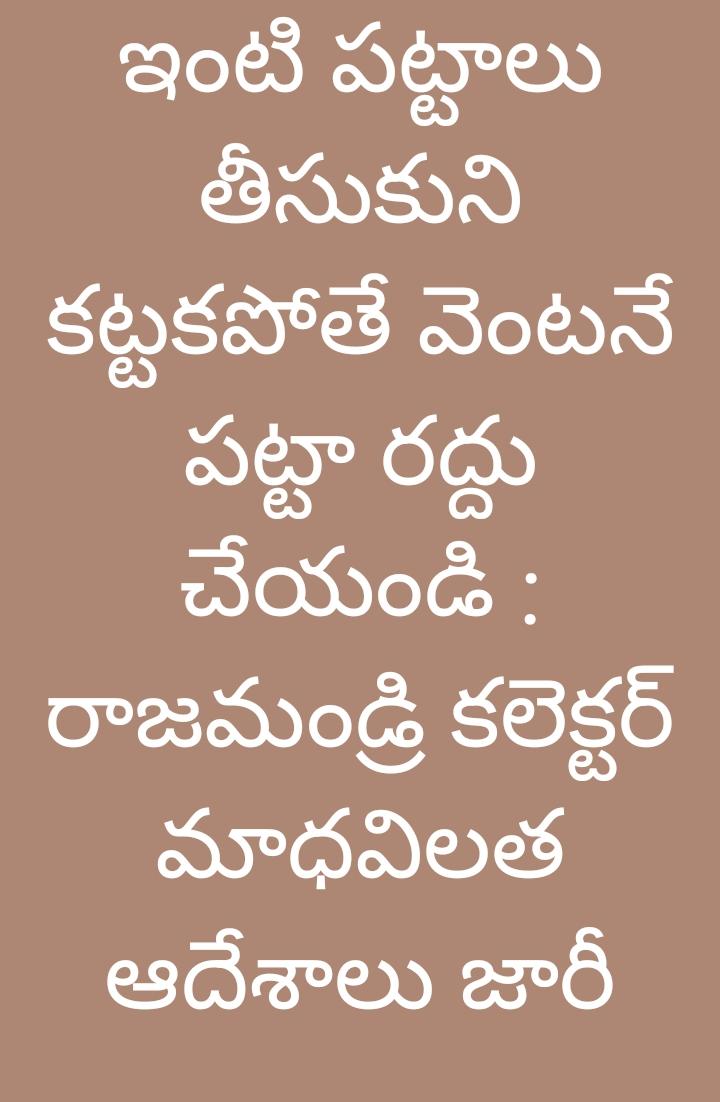 ఇంటి పట్టాలు
తీసుకుని
కట్టకపోతే వెంటనే
పట్టా రద్దు
చేయండి :
రాజమండ్రి కలెక్టర్
మాధవిలత
ఆదేశాలు జారీ